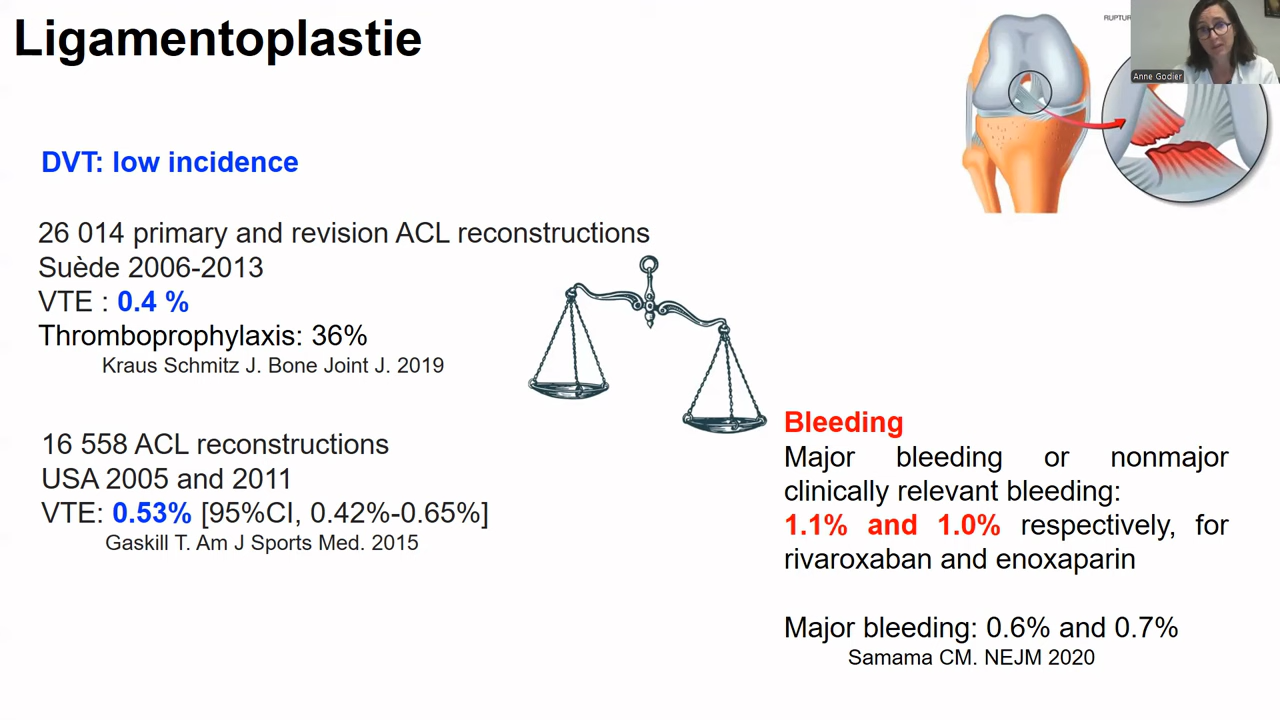 Ligamentoplastie
Anne Godier
DVT: low incidence
26 014 primary and revision ACL reconstructions
Suède 2006-2013
VTE : 0.4 %
Thromboprophylaxis: 36%
Kraus Schmitz J. Bone Joint J. 2019
16 558 ACL reconstructions
USA 2005 and 2011
VTE: 0.53% [95%CI, 0.42%-0.65%]
Gaskill T. Am J Sports Med. 2015
Bleeding
Major bleeding or nonmajor
clinically relevant bleeding:
1.1% and 1.0% respectively, for
rivaroxaban and enoxaparin
Major bleeding: 0.6% and 0.7%
Samama CM. NEJM 2020